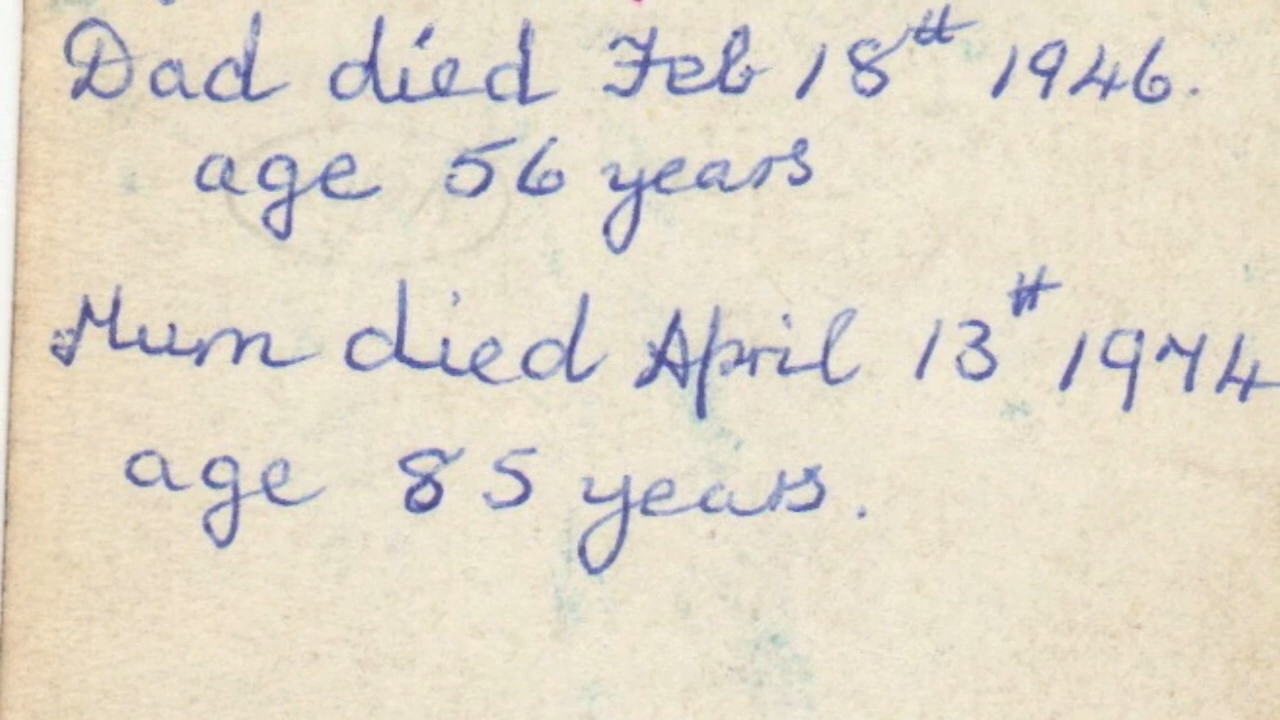 Dad died Feb 18th 1946.
age 56 years
Mum died April 13th 1974
age 85 years.